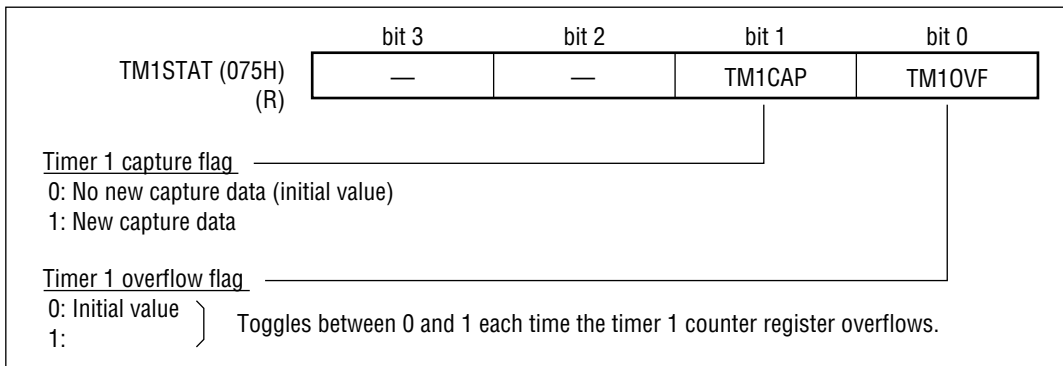 bit 3 bit 2 bit 1 bit 0
TM1STAT (075H) — — TM1CAP TM1OVF
(R)
Timer 1 capture flag
0: No new capture data (initial value)
1: New capture data
Timer 1 overflow flag
0: Initial value
1:
Toggles between 0 and 1 each time the timer 1 counter register overflows.